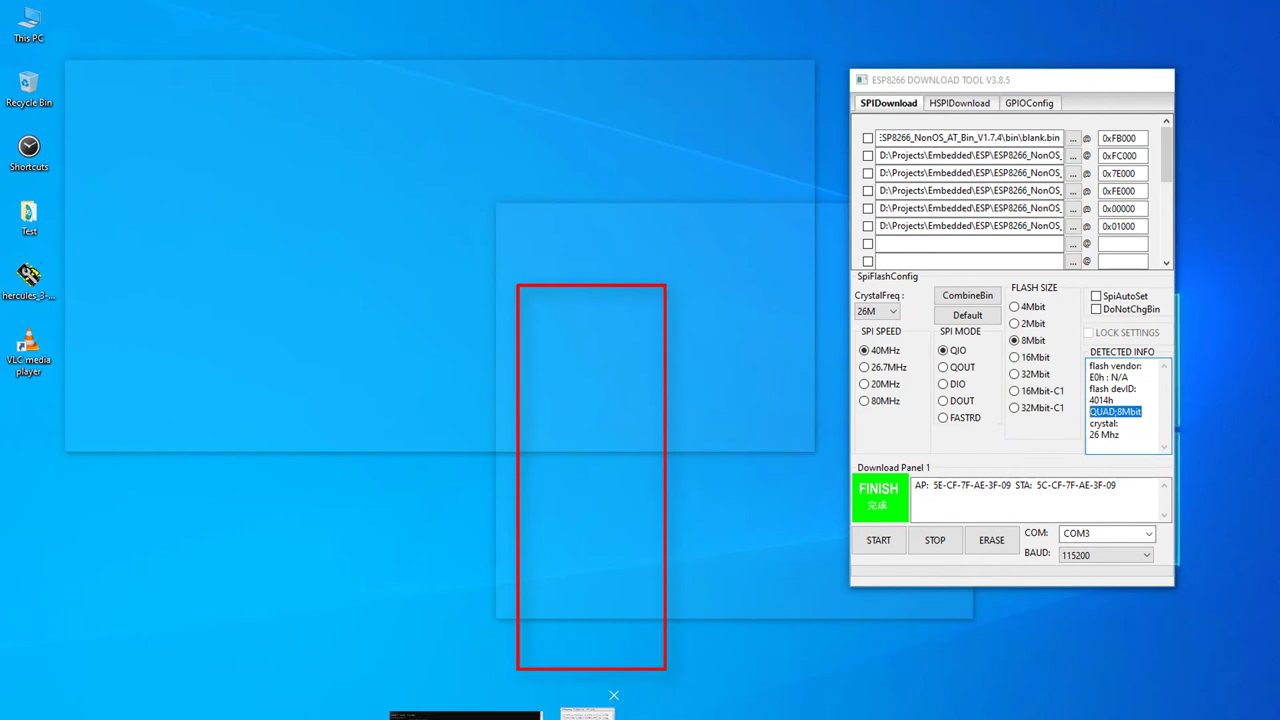 This PC
Recycle Bin
Shortcuts
Test
hercules_3-...
VLC media
player
ESP8266 DOWNLOAD TOOL V3.8.5
SPIDownload HSPIDownload GPIOConfig
ESP8266_NonOS_AT_Bin_V1.7.4\bin\blank.bin ... @ 0xFB000
D:\Projects\Embedded\ESP\ESP8266_NonOS_ ... @ 0xFC000
D:\Projects\Embedded\ESP\ESP8266_NonOS_ ... @ 0x7E000
D:\Projects\Embedded\ESP\ESP8266_NonOS_ ... @ 0xFE000
D:\Projects\Embedded\ESP\ESP8266_NonOS_ ... @ 0x00000
D:\Projects\Embedded\ESP\ESP8266_NonOS_ ... @ 0x01000
... @
... @
SpiFlashConfig
CrystalFreq :
26M
CombineBin
Default
SPI SPEED
40MHz
26.7MHz
20MHz
80MHz
SPI MODE
QIO
QOUT
DIO
DOUT
FASTRD
FLASH SIZE
4Mbit
2Mbit
8Mbit
16Mbit
32Mbit
16Mbit-C1
32Mbit-C1
SpiAutoSet
DoNotChgBin
LOCK SETTINGS
DETECTED INFO
flash vendor:
E0h : N/A
flash devID:
4014h
QUAD;8Mbit
crystal:
26 Mhz
Download Panel 1
FINISH
完成
AP: 5E-CF-7F-AE-3F-09 STA: 5C-CF-7F-AE-3F-09
START STOP ERASE
COM: COM3
BAUD: 115200